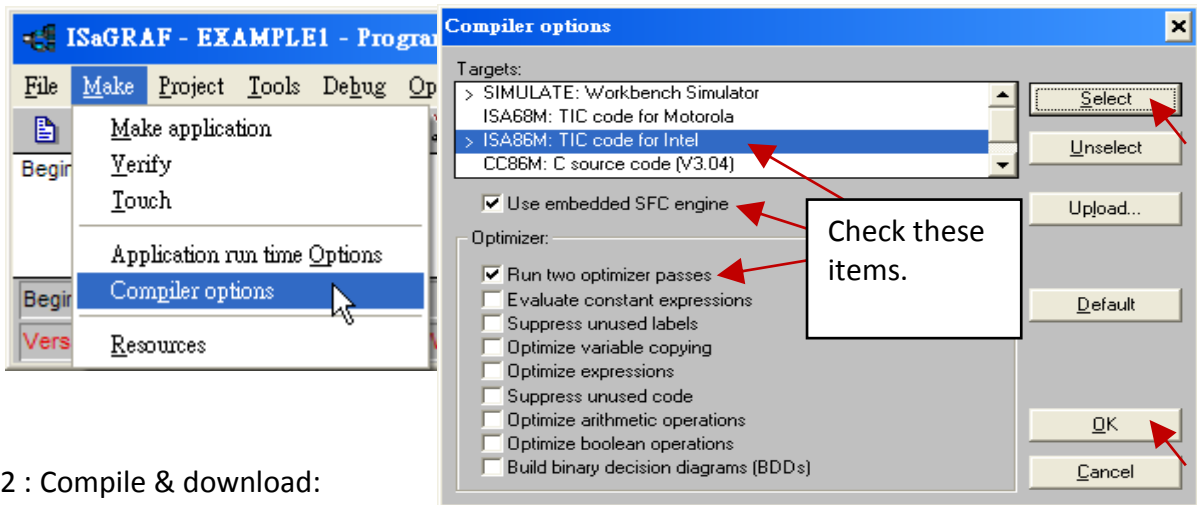 ISaGRAF - EXAMPLE1 - Progra
File Make Project Tools Debug Op
Make application
Verify
Touch
Application run time Options
Compiler options
Resources
Begin
Begin
Vers
Compiler options
Targets:
> SIMULATE: Workbench Simulator
ISA68M: TIC code for Motorola
> ISA86M: TIC code for Intel
CC86M: C source code (V3.04)
Select
Unselect
Upload...
Default
OK
Cancel
Use embedded SFC engine
Optimizer:
Run two optimizer passes
Evaluate constant expressions
Suppress unused labels
Optimize variable copying
Optimize expressions
Suppress unused code
Optimize arithmetic operations
Optimize boolean operations
Build binary decision diagrams (BDDs)
Check these
items.
2 : Compile & download: